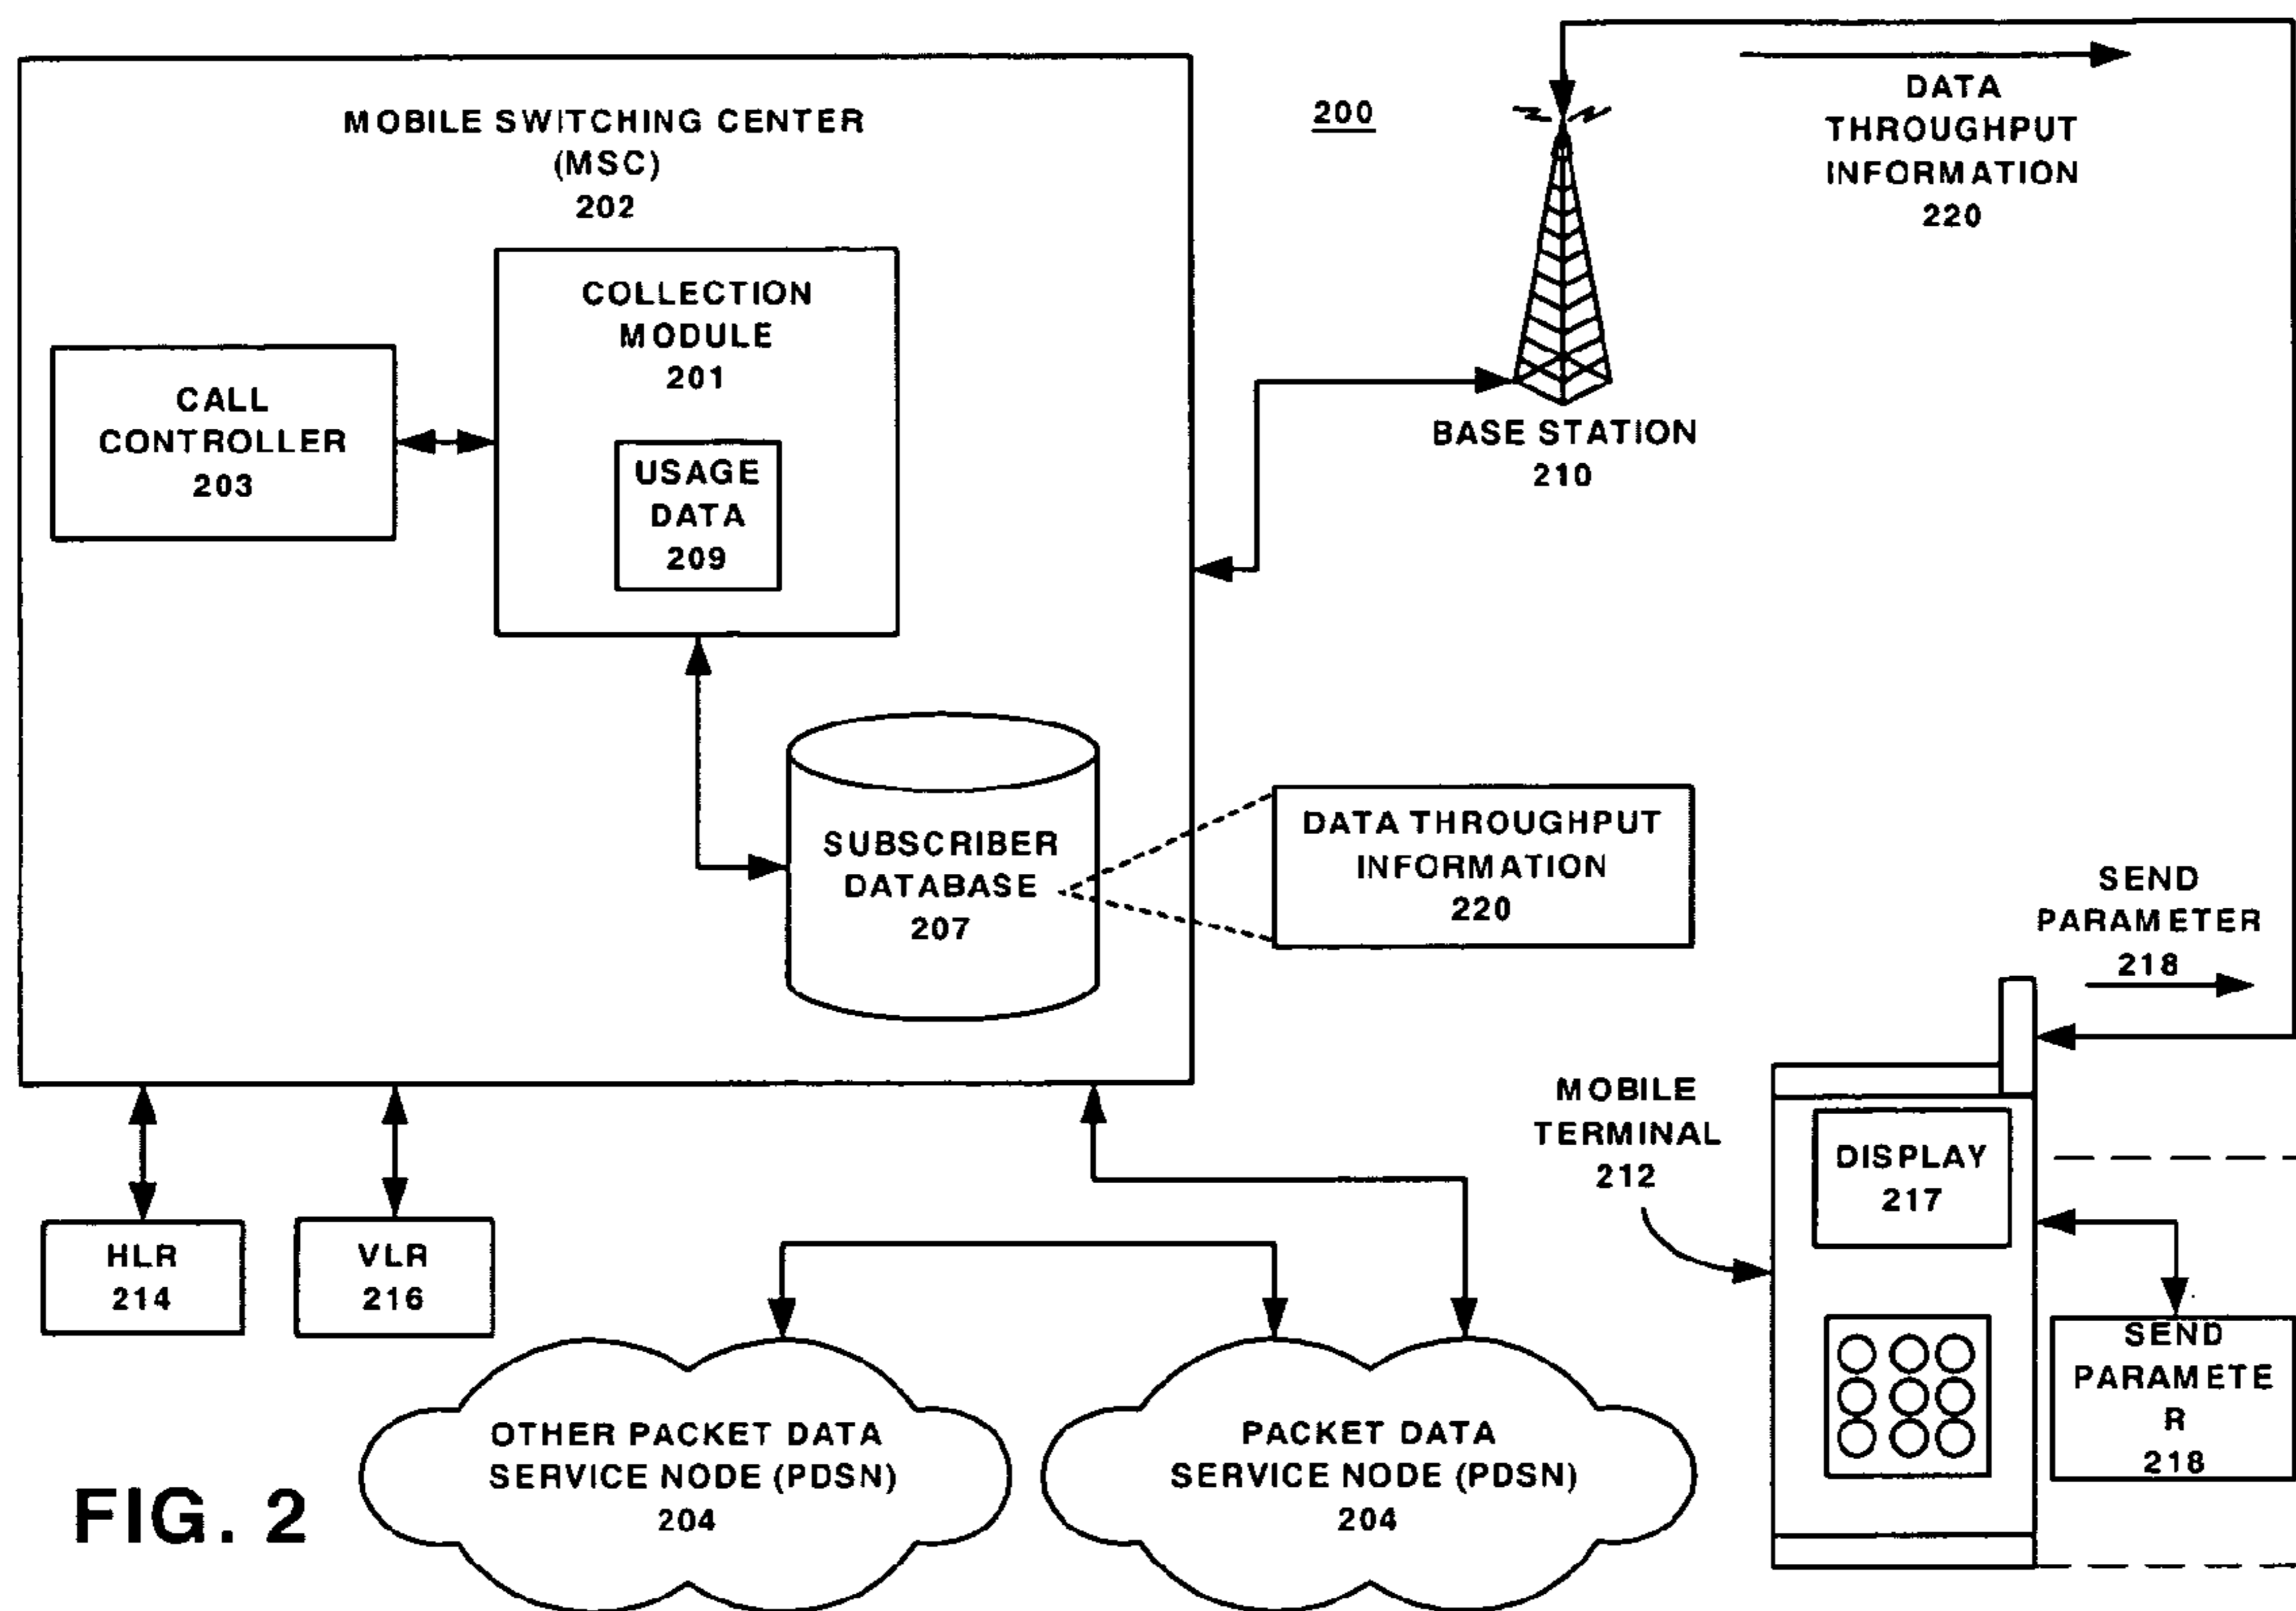 MOBILE SWITCHING CENTER
(MSC)
202
COLLECTION
MODULE
201
USAGE
DATA
209
CALL
CONTROLLER
203
SUBSCRIBER
DATABASE
207
200
DATA
THROUGHPUT
INFORMATION
220
BASE STATION
210
DATA THROUGHPUT
INFORMATION
220
SEND
PARAMETER
218
MOBILE
TERMINAL
212
DISPLAY
217
SEND
PARAMETE
R
218
HLR
214
VLR
216
OTHER PACKET DATA
SERVICE NODE (PDSN)
204
PACKET DATA
SERVICE NODE (PDSN)
204
FIG. 2